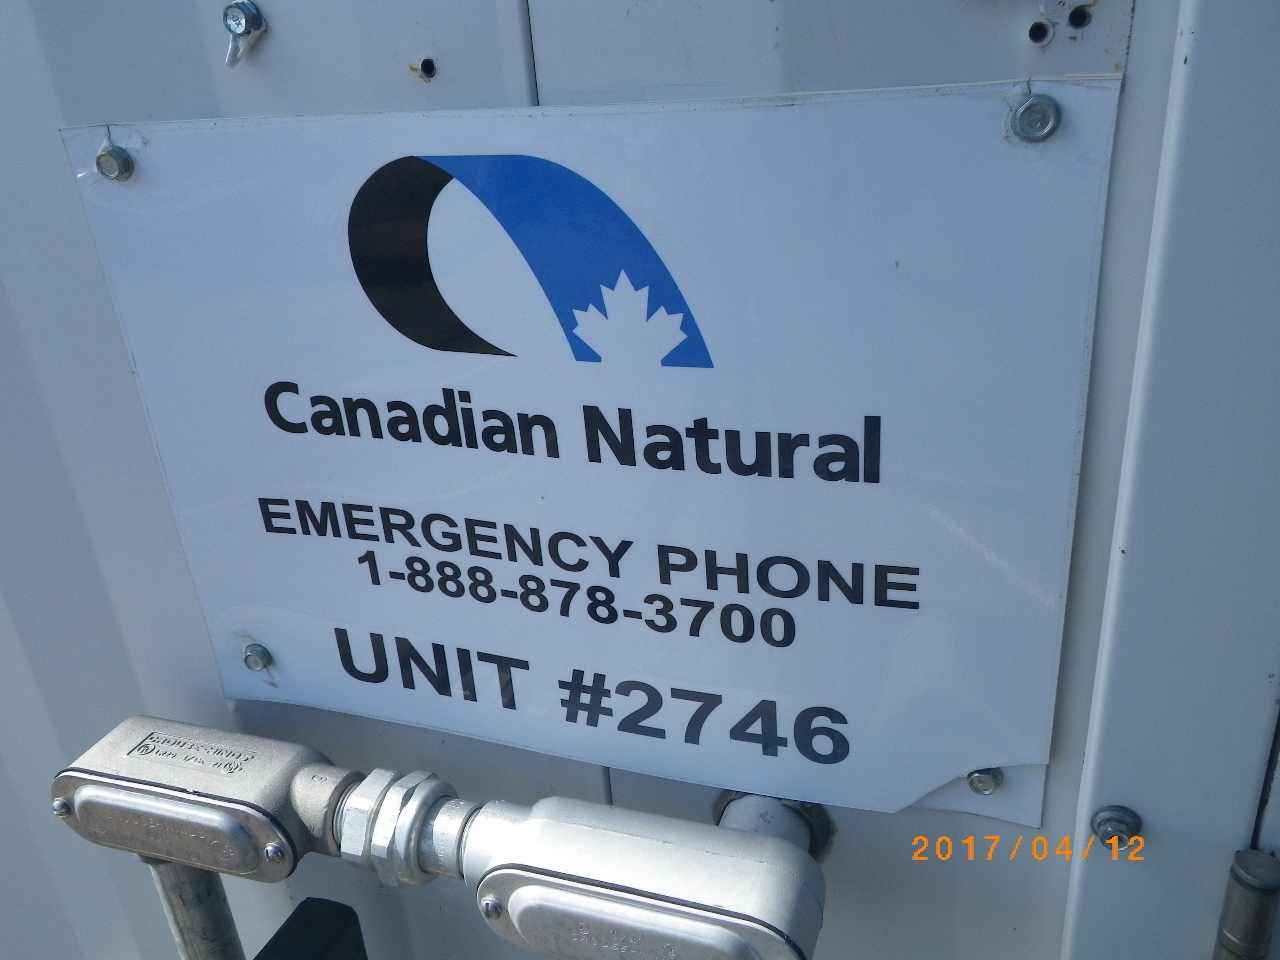 Canadian Natural
EMERGENCY PHONE
1-888-878-3700
UNIT #2746
2017/04/12